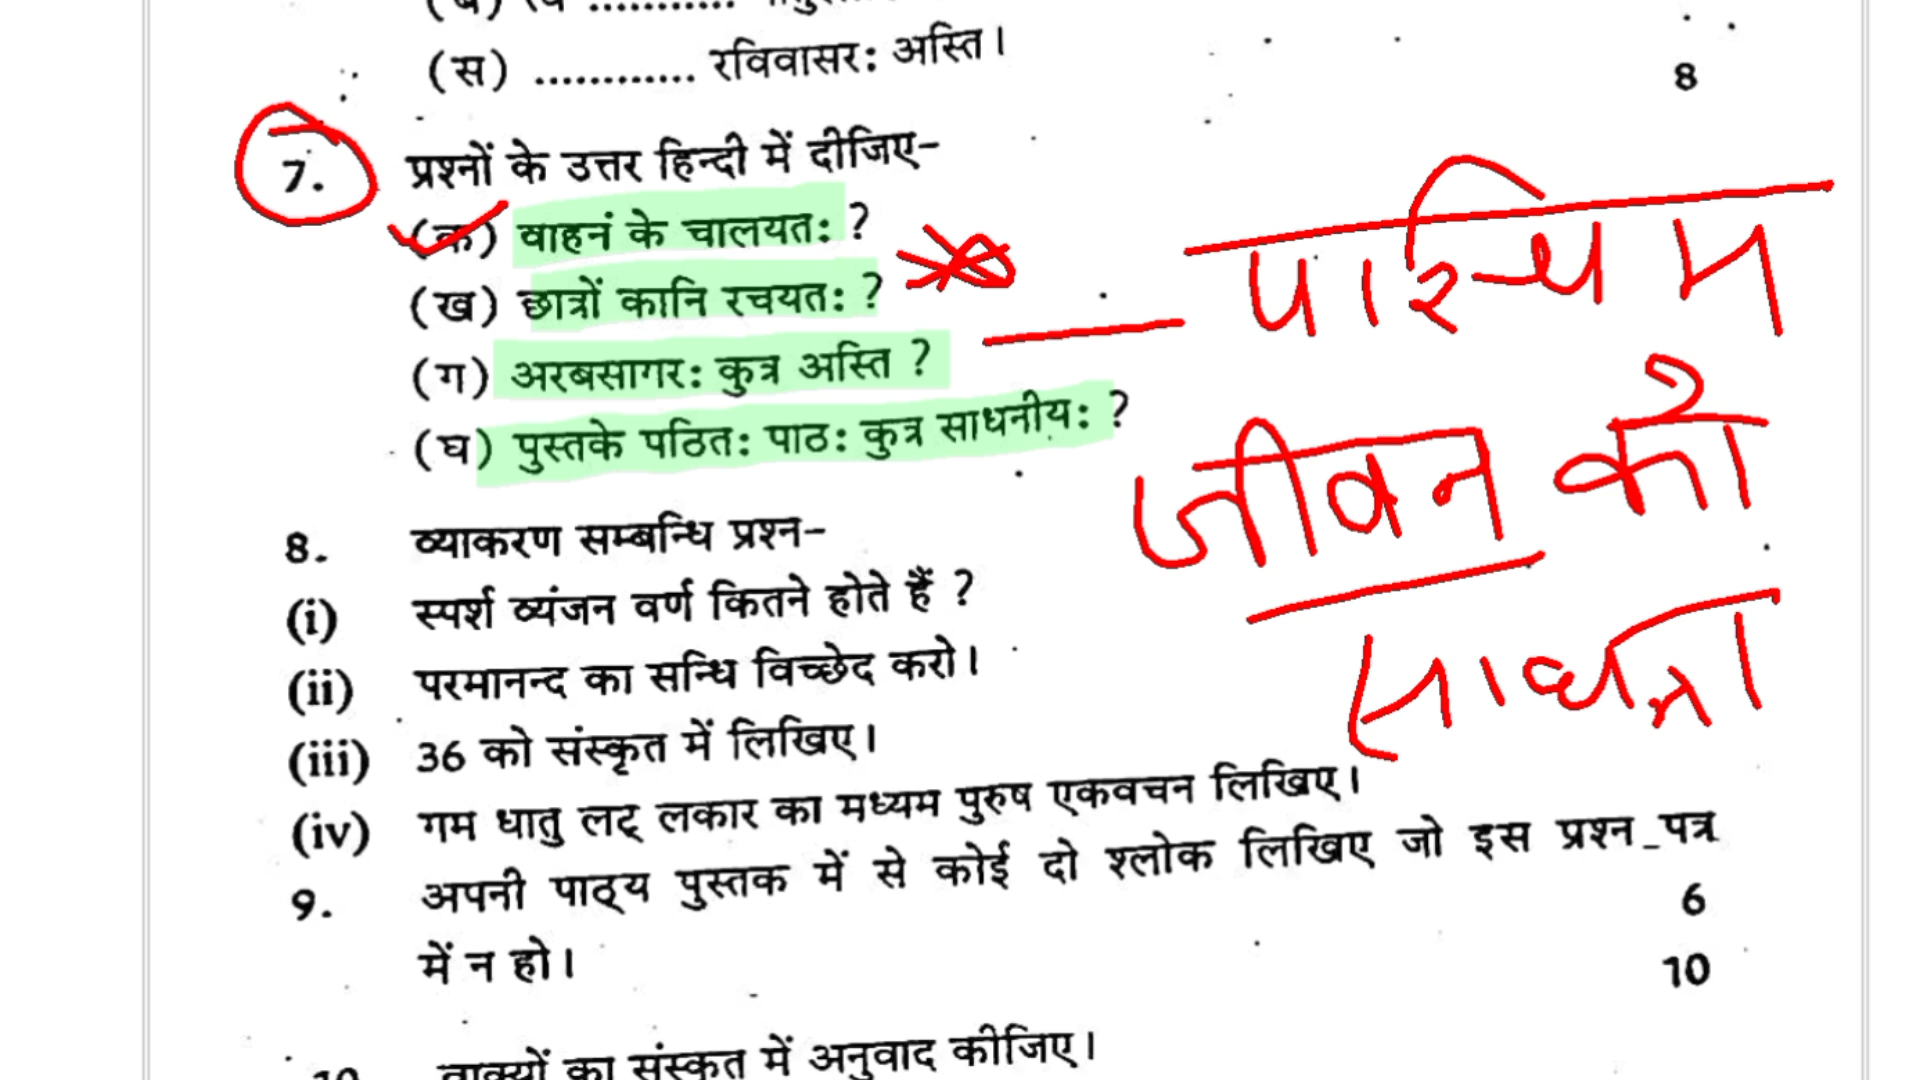 (स) ............ रविवासरः अस्ति।
8
7. प्रश्नों के उत्तर हिन्दी में दीजिए-
(क) वाहनं के चालयतः ?
(ख) छात्रों कानि रचयतः ?
(ग) अरबसागरः कुत्र अस्ति ?
(घ) पुस्तके पठितः पाठः कुत्र साधनीयः ?
पश्चिम
जीवन को
साधना
8. व्याकरण सम्बन्धि प्रश्न-
(i) स्पर्श व्यंजन वर्ण कितने होते हैं ?
(ii) परमानन्द का सन्धि विच्छेद करो।
(iii) 36 को संस्कृत में लिखिए।
(iv) गम धातु लट् लकार का मध्यम पुरुष एकवचन लिखिए।
9. अपनी पाठ्य पुस्तक में से कोई दो श्लोक लिखिए जो इस प्रश्न पत्र
6
में न हो।
10
वाक्यों का संस्कृत में अनुवाद कीजिए।